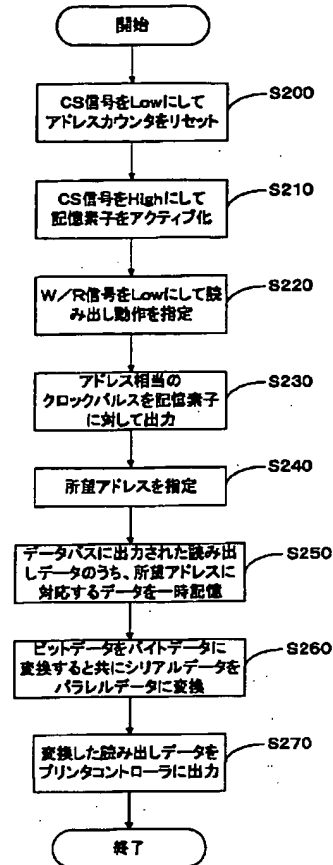 開始
CS信号をLowにして
アドレスカウンタをリセット
S200
CS信号をHighにして
記憶素子をアクティブ化
S210
W/R信号をLowにして読
み出し動作を指定
S220
アドレス相当の
クロックパルスを記憶素子
に対して出力
S230
所望アドレスを指定
S240
データバスに出力された読み出
しデータのうち、所望アドレスに
対応するデータを一時記憶
S250
ビットデータをバイトデータに
変換すると共にシリアルデータを
パラレルデータに変換
S260
変換した読み出しデータを
プリンタコントローラに出力
S270
終了